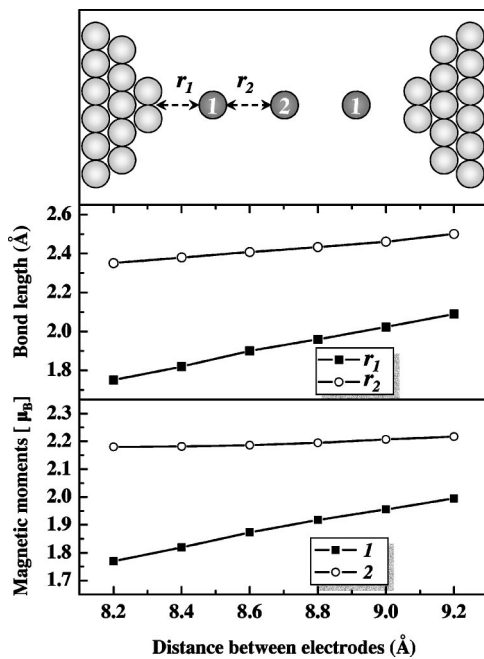 r1 r2
1 2 1
2.6
2.4
2.2
2.0
1.8
Bond length (Å)
r1
r2
2.3
2.2
2.1
2.0
1.9
1.8
1.7
Magnetic moments [ μB]
1
2
8.2 8.4 8.6 8.8 9.0 9.2
Distance between electrodes (Å)